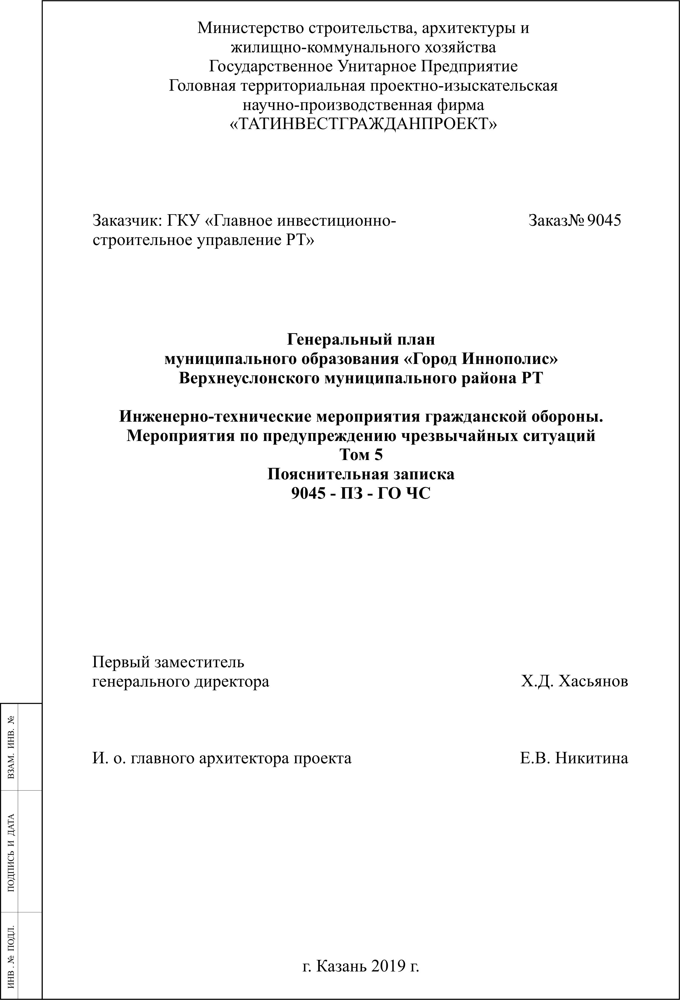 Министерство строительства, архитектуры и
жилищно-коммунального хозяйства
Государственное Унитарное Предприятие
Головная территориальная проектно-изыскательская
научно-производственная фирма
«ТАТИНВЕСТГРАЖДАНПРОЕКТ»
Заказчик: ГКУ «Главное инвестиционно-
строительное управление РТ»
Заказ№ 9045
Генеральный план
муниципального образования «Город Иннополис»
Верхнеуслонского муниципального района РТ
Инженерно-технические мероприятия гражданской обороны.
Мероприятия по предупреждению чрезвычайных ситуаций
Том 5
Пояснительная записка
9045 - ПЗ - ГО ЧС
Первый заместитель
генерального директора
Х.Д. Хасьянов
И. о. главного архитектора проекта
Е.В. Никитина
ВЗАМ. ИНВ. №
ПОДПИСЬ И ДАТА
ИНВ . № ПОДЛ.
г. Казань 2019 г.